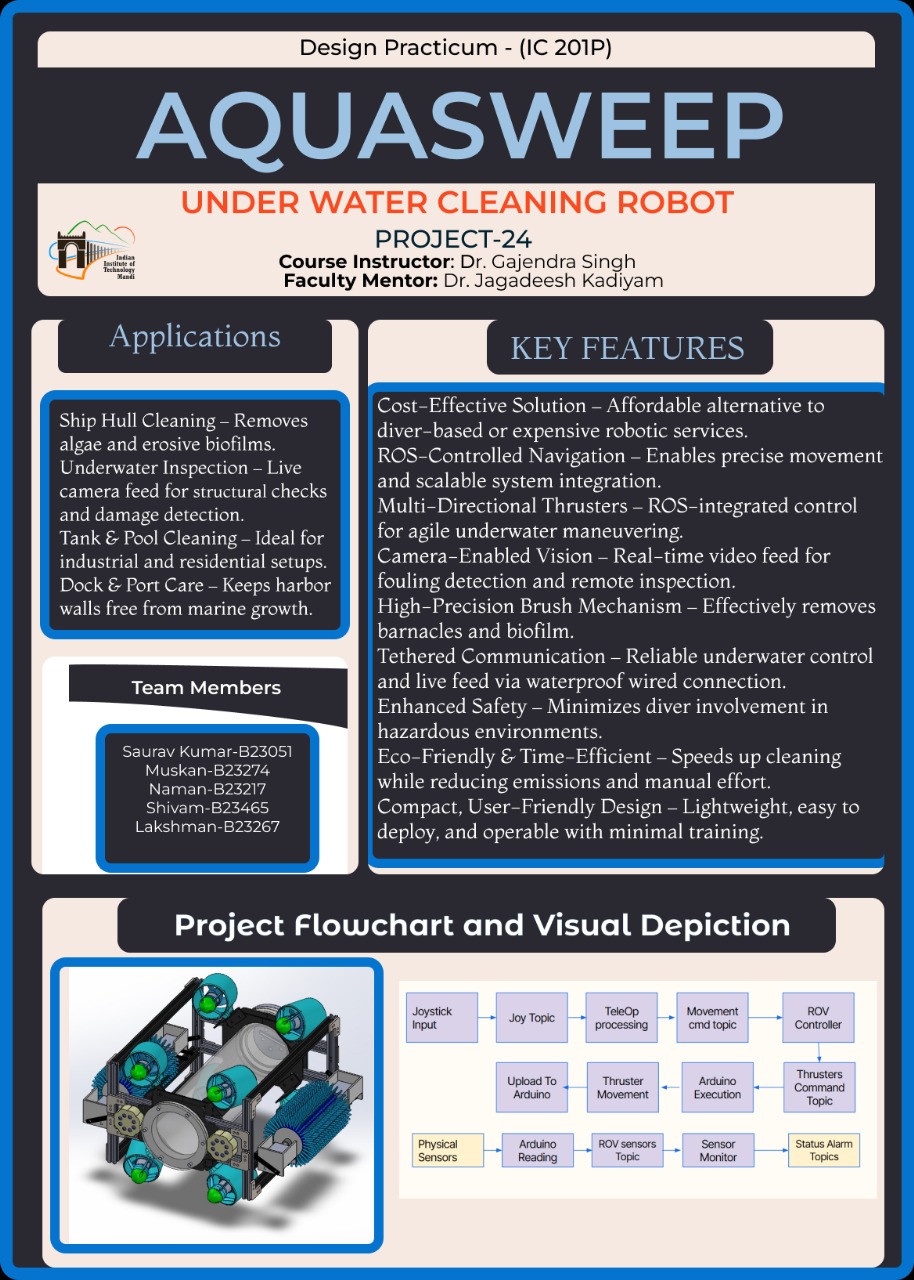 Design Practicum - (IC 201P)
AQUASWEEP
UNDER WATER CLEANING ROBOT
PROJECT-24
Course Instructor: Dr. Gajendra Singh
Faculty Mentor: Dr. Jagadeesh Kadiyam
Indian
Institute of
Technology
Mandi
Applications
Ship Hull Cleaning – Removes
algae and erosive biofilms.
Underwater Inspection – Live
camera feed for structural checks
and damage detection.
Tank & Pool Cleaning – Ideal for
industrial and residential setups.
Dock & Port Care – Keeps harbor
walls free from marine growth.
Team Members
Saurav Kumar-B23051
Muskan-B23274
Naman-B23217
Shivam-B23465
Lakshman-B23267
KEY FEATURES
Cost-Effective Solution – Affordable alternative to
diver-based or expensive robotic services.
ROS-Controlled Navigation – Enables precise movement
and scalable system integration.
Multi-Directional Thrusters – ROS-integrated control
for agile underwater maneuvering.
Camera-Enabled Vision – Real-time video feed for
fouling detection and remote inspection.
High-Precision Brush Mechanism – Effectively removes
barnacles and biofilm.
Tethered Communication – Reliable underwater control
and live feed via waterproof wired connection.
Enhanced Safety – Minimizes diver involvement in
hazardous environments.
Eco-Friendly & Time-Efficient – Speeds up cleaning
while reducing emissions and manual effort.
Compact, User-Friendly Design – Lightweight, easy to
deploy, and operable with minimal training.
Project Flowchart and Visual Depiction
Joystick
Input
Joy Topic
TeleOp
processing
Movement
cmd topic
ROV
Controller
Upload To
Arduino
Thruster
Movement
Arduino
Execution
Thrusters
Command
Topic
Physical
Sensors
Arduino
Reading
ROV sensors
Topic
Sensor
Monitor
Status Alarm
Topics